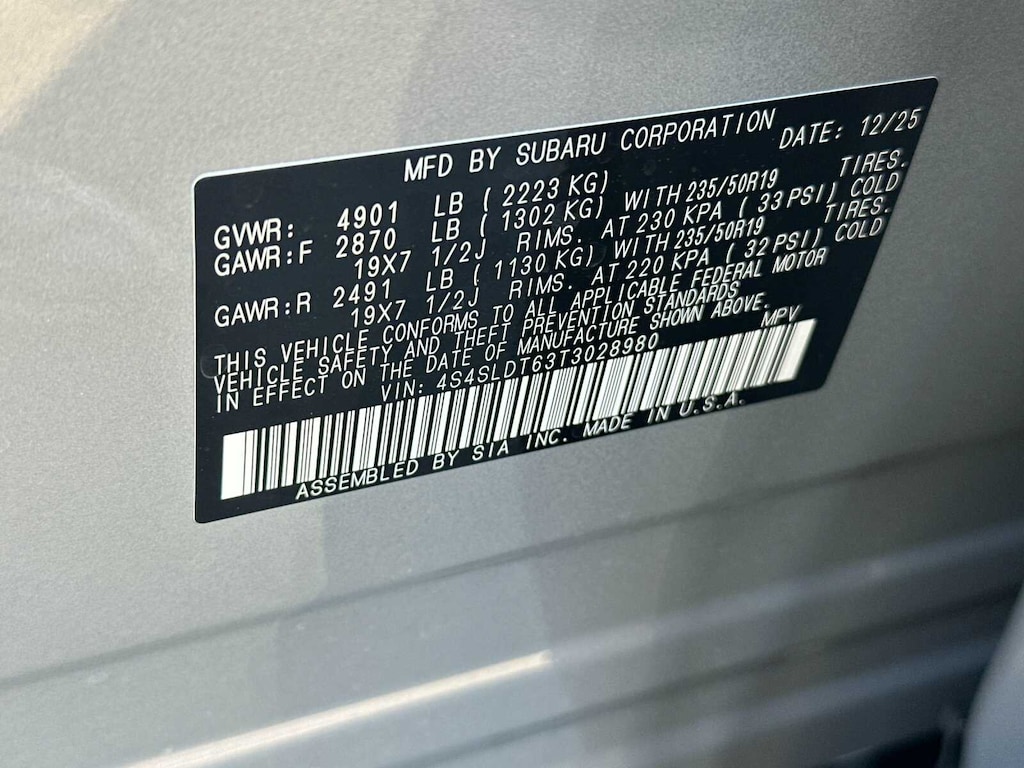 MFD BY SUBARU CORPORATION DATE: 12/25
GVWR: 4901 LB ( 2223 KG)
GAWR:F 2870 LB ( 1302 KG) WITH 235/50R19 TIRES.
19X7 1/2J RIMS. AT 230 KPA ( 33 PSI) COLD
GAWR:R 2491 LB ( 1130 KG) WITH 235/50R19 TIRES.
19X7 1/2J RIMS. AT 220 KPA ( 32 PSI) COLD
THIS VEHICLE CONFORMS TO ALL APPLICABLE FEDERAL MOTOR
VEHICLE SAFETY AND THEFT PREVENTION STANDARDS
IN EFFECT ON THE DATE OF MANUFACTURE SHOWN ABOVE.
VIN: 4S4SLDT63T3028980 MPV
ASSEMBLED BY SIA INC. MADE IN U.S.A.